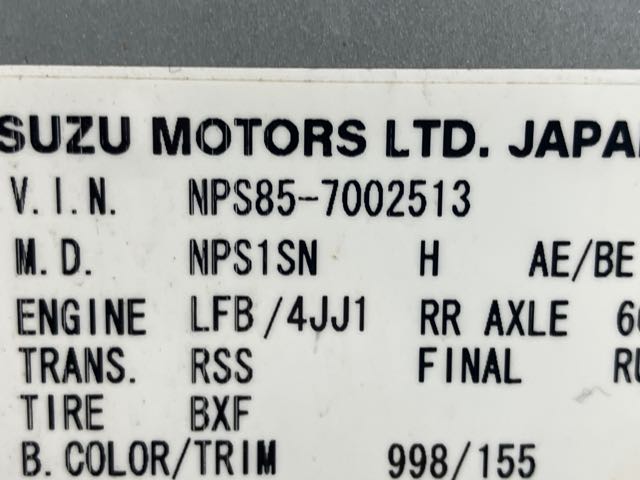 SUZU MOTORS LTD. JAPA
V.I.N. NPS85-7002513
M.D. NPS1SN H AE/BE
ENGINE LFB/4JJ1 RR AXLE
TRANS. RSS FINAL
TIRE BXF
B.COLOR/TRIM 998/155